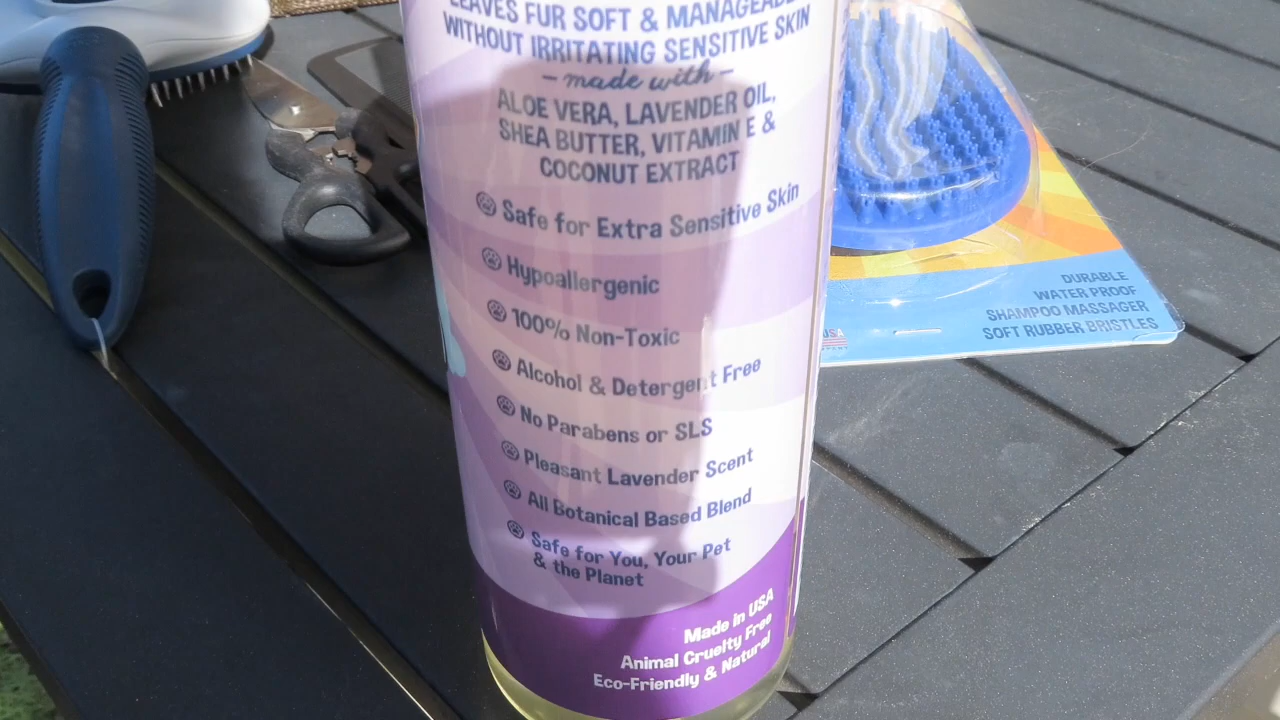 LEAVES FUR SOFT & MANAGEABLE
WITHOUT IRRITATING SENSITIVE SKIN
– made with –
ALOE VERA, LAVENDER OIL,
SHEA BUTTER, VITAMIN E &
COCONUT EXTRACT
Safe for Extra Sensitive Skin
Hypoallergenic
100% Non-Toxic
Alcohol & Detergent Free
No Parabens or SLS
Pleasant Lavender Scent
All Botanical Based Blend
Safe for You, Your Pet
& the Planet
Made in USA
Animal Cruelty Free
Eco-Friendly & Natural
DURABLE
WATER PROOF
SHAMPOO MASSAGER
SOFT RUBBER BRISTLES
USA